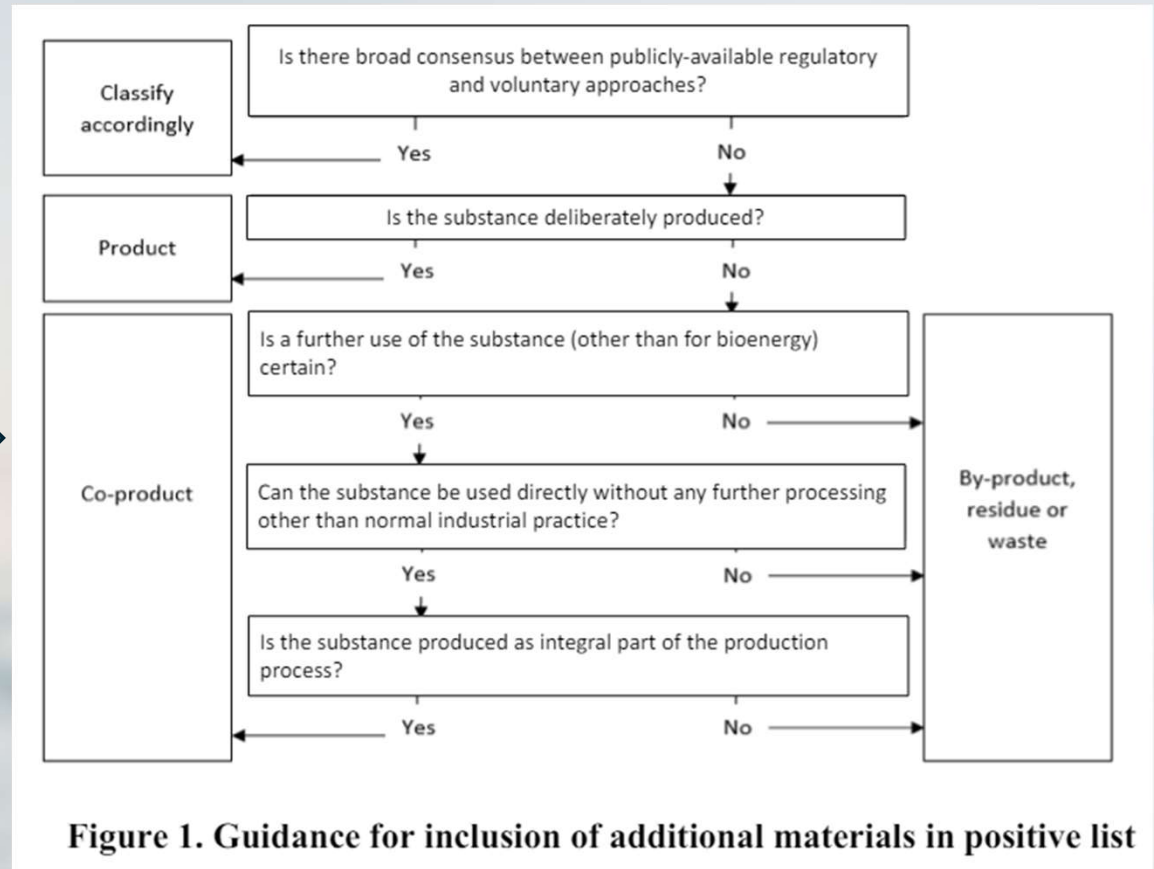 Is there broad consensus between publicly-available regulatory
and voluntary approaches?
Classify
accordingly
Yes
No
Is the substance deliberately produced?
Product
Yes
No
Is a further use of the substance (other than for bioenergy)
certain?
Yes
No
Co-product
Can the substance be used directly without any further processing
other than normal industrial practice?
By-product,
residue or
waste
Yes
No
Is the substance produced as integral part of the production
process?
Yes
No
Figure 1. Guidance for inclusion of additional materials in positive list